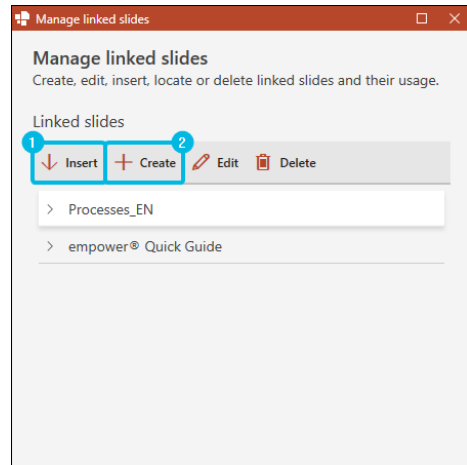 Manage linked slides
Manage linked slides
Create, edit, insert, locate or delete linked slides and their usage.
Linked slides
1 2
Insert Create Edit Delete
Processes_EN
empower® Quick Guide